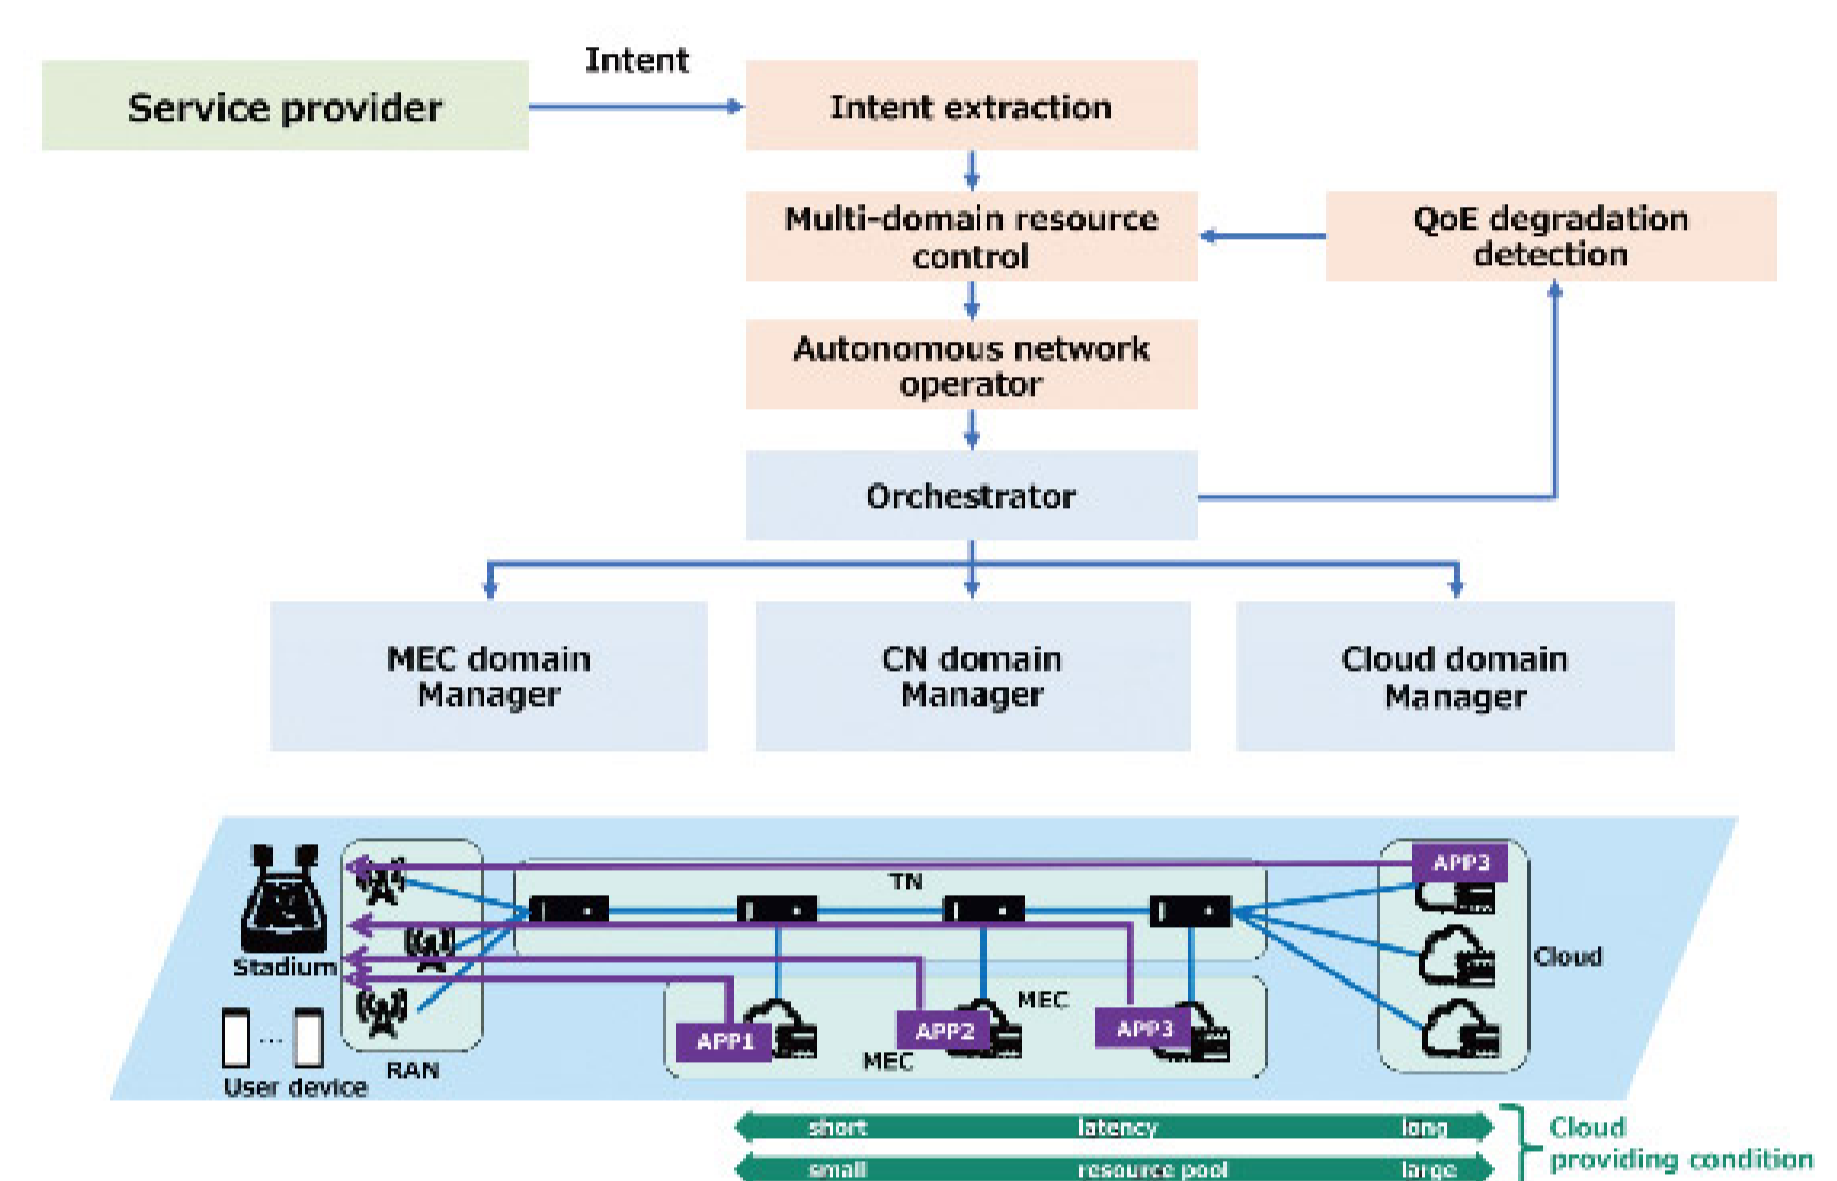 Intent
Service provider
Intent extraction
Multi-domain resource
control
QoE degradation
detection
Autonomous network
operator
Orchestrator
MEC domain
Manager
CN domain
Manager
Cloud domain
Manager
APP3
TN
Stadium
Cloud
MEC
APP1
APP2
APP3
MEC
RAN
...
User device
short latency long
small resource pool large
Cloud
providing condition